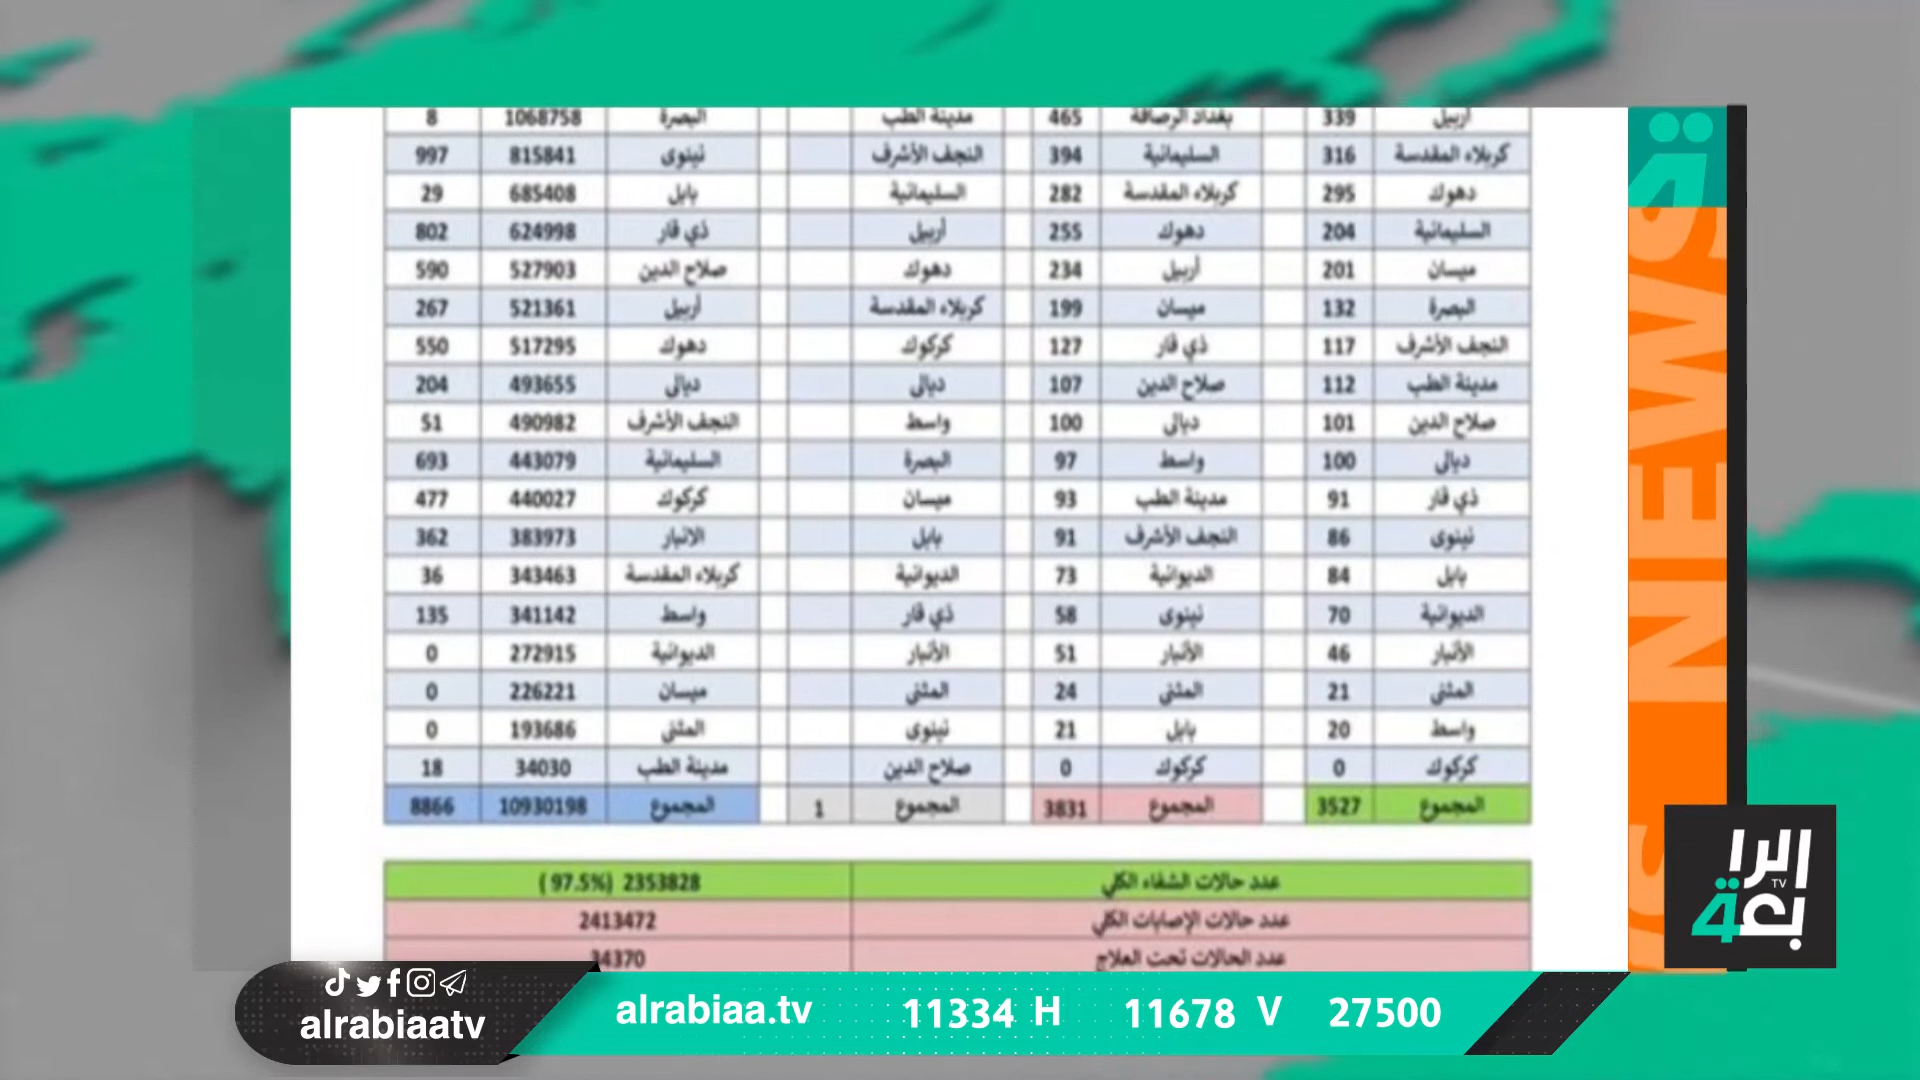 أربيل 339 بغداد الرصافة 465 مدينة الطب البصرة 1068758 8
كربلاء المقدسة 316 السليمانية 394 النجف الأشرف نينوى 815841 997
دهوك 295 كربلاء المقدسة 282 السليمانية بابل 685408 29
السليمانية 204 دهوك 255 أربيل ذي قار 624998 802
ميسان 201 أربيل 234 دهوك صلاح الدين 527903 590
البصرة 132 ميسان 199 كربلاء المقدسة أربيل 521361 267
النجف الأشرف 117 ذي قار 127 كركوك دهوك 517295 550
مدينة الطب 112 صلاح الدين 107 ديالى ديالى 493655 204
صلاح الدين 101 ديالى 100 واسط النجف الأشرف 490982 51
ديالى 100 واسط 97 البصرة السليمانية 443079 693
ذي قار 91 مدينة الطب 93 ميسان كركوك 440027 477
نينوى 86 النجف الأشرف 91 بابل الانبار 383973 362
بابل 84 الديوانية 73 الديوانية كربلاء المقدسة 343463 36
الديوانية 70 نينوى 58 ذي قار واسط 341142 135
الأنبار 46 الأنبار 51 الأنبار الديوانية 272915 0
المثنى 21 المثنى 24 المثنى ميسان 226221 0
واسط 20 بابل 21 نينوى المثنى 193686 0
كركوك 0 كركوك 0 صلاح الدين مدينة الطب 34030 18
المجموع 3527 المجموع 3831 المجموع 1 المجموع 10930198 8866
عدد حالات الشفاء الكلي 2353828 (97.5%)
عدد حالات الإصابات الكلي 2413472
عدد الحالات تحت العلاج 34370
NEWS
الرابعة TV
alrabiaatv
alrabiaa.tv 11334 H 11678 V 27500